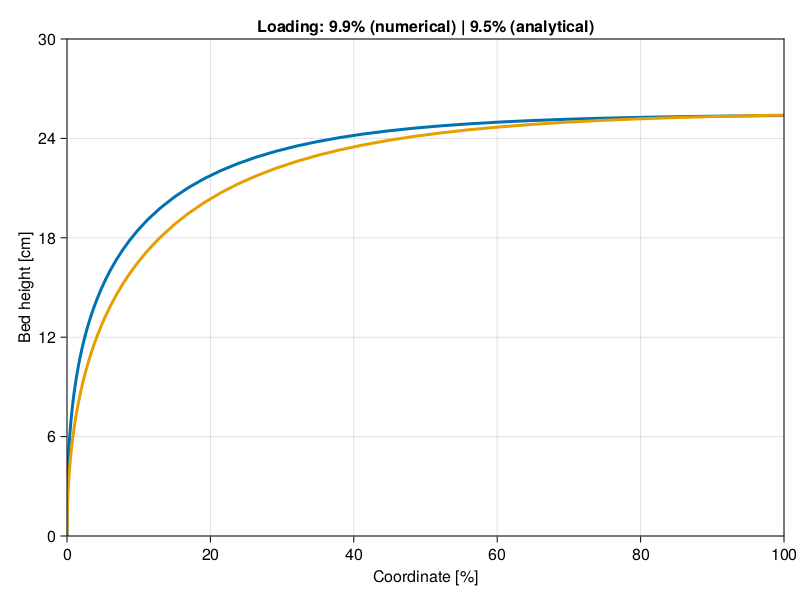 Loading: 9.9% (numerical) | 9.5% (analytical)
30
24
18
12
6
0
Bed height [cm]
0 20 40 60 80 100
Coordinate [%]